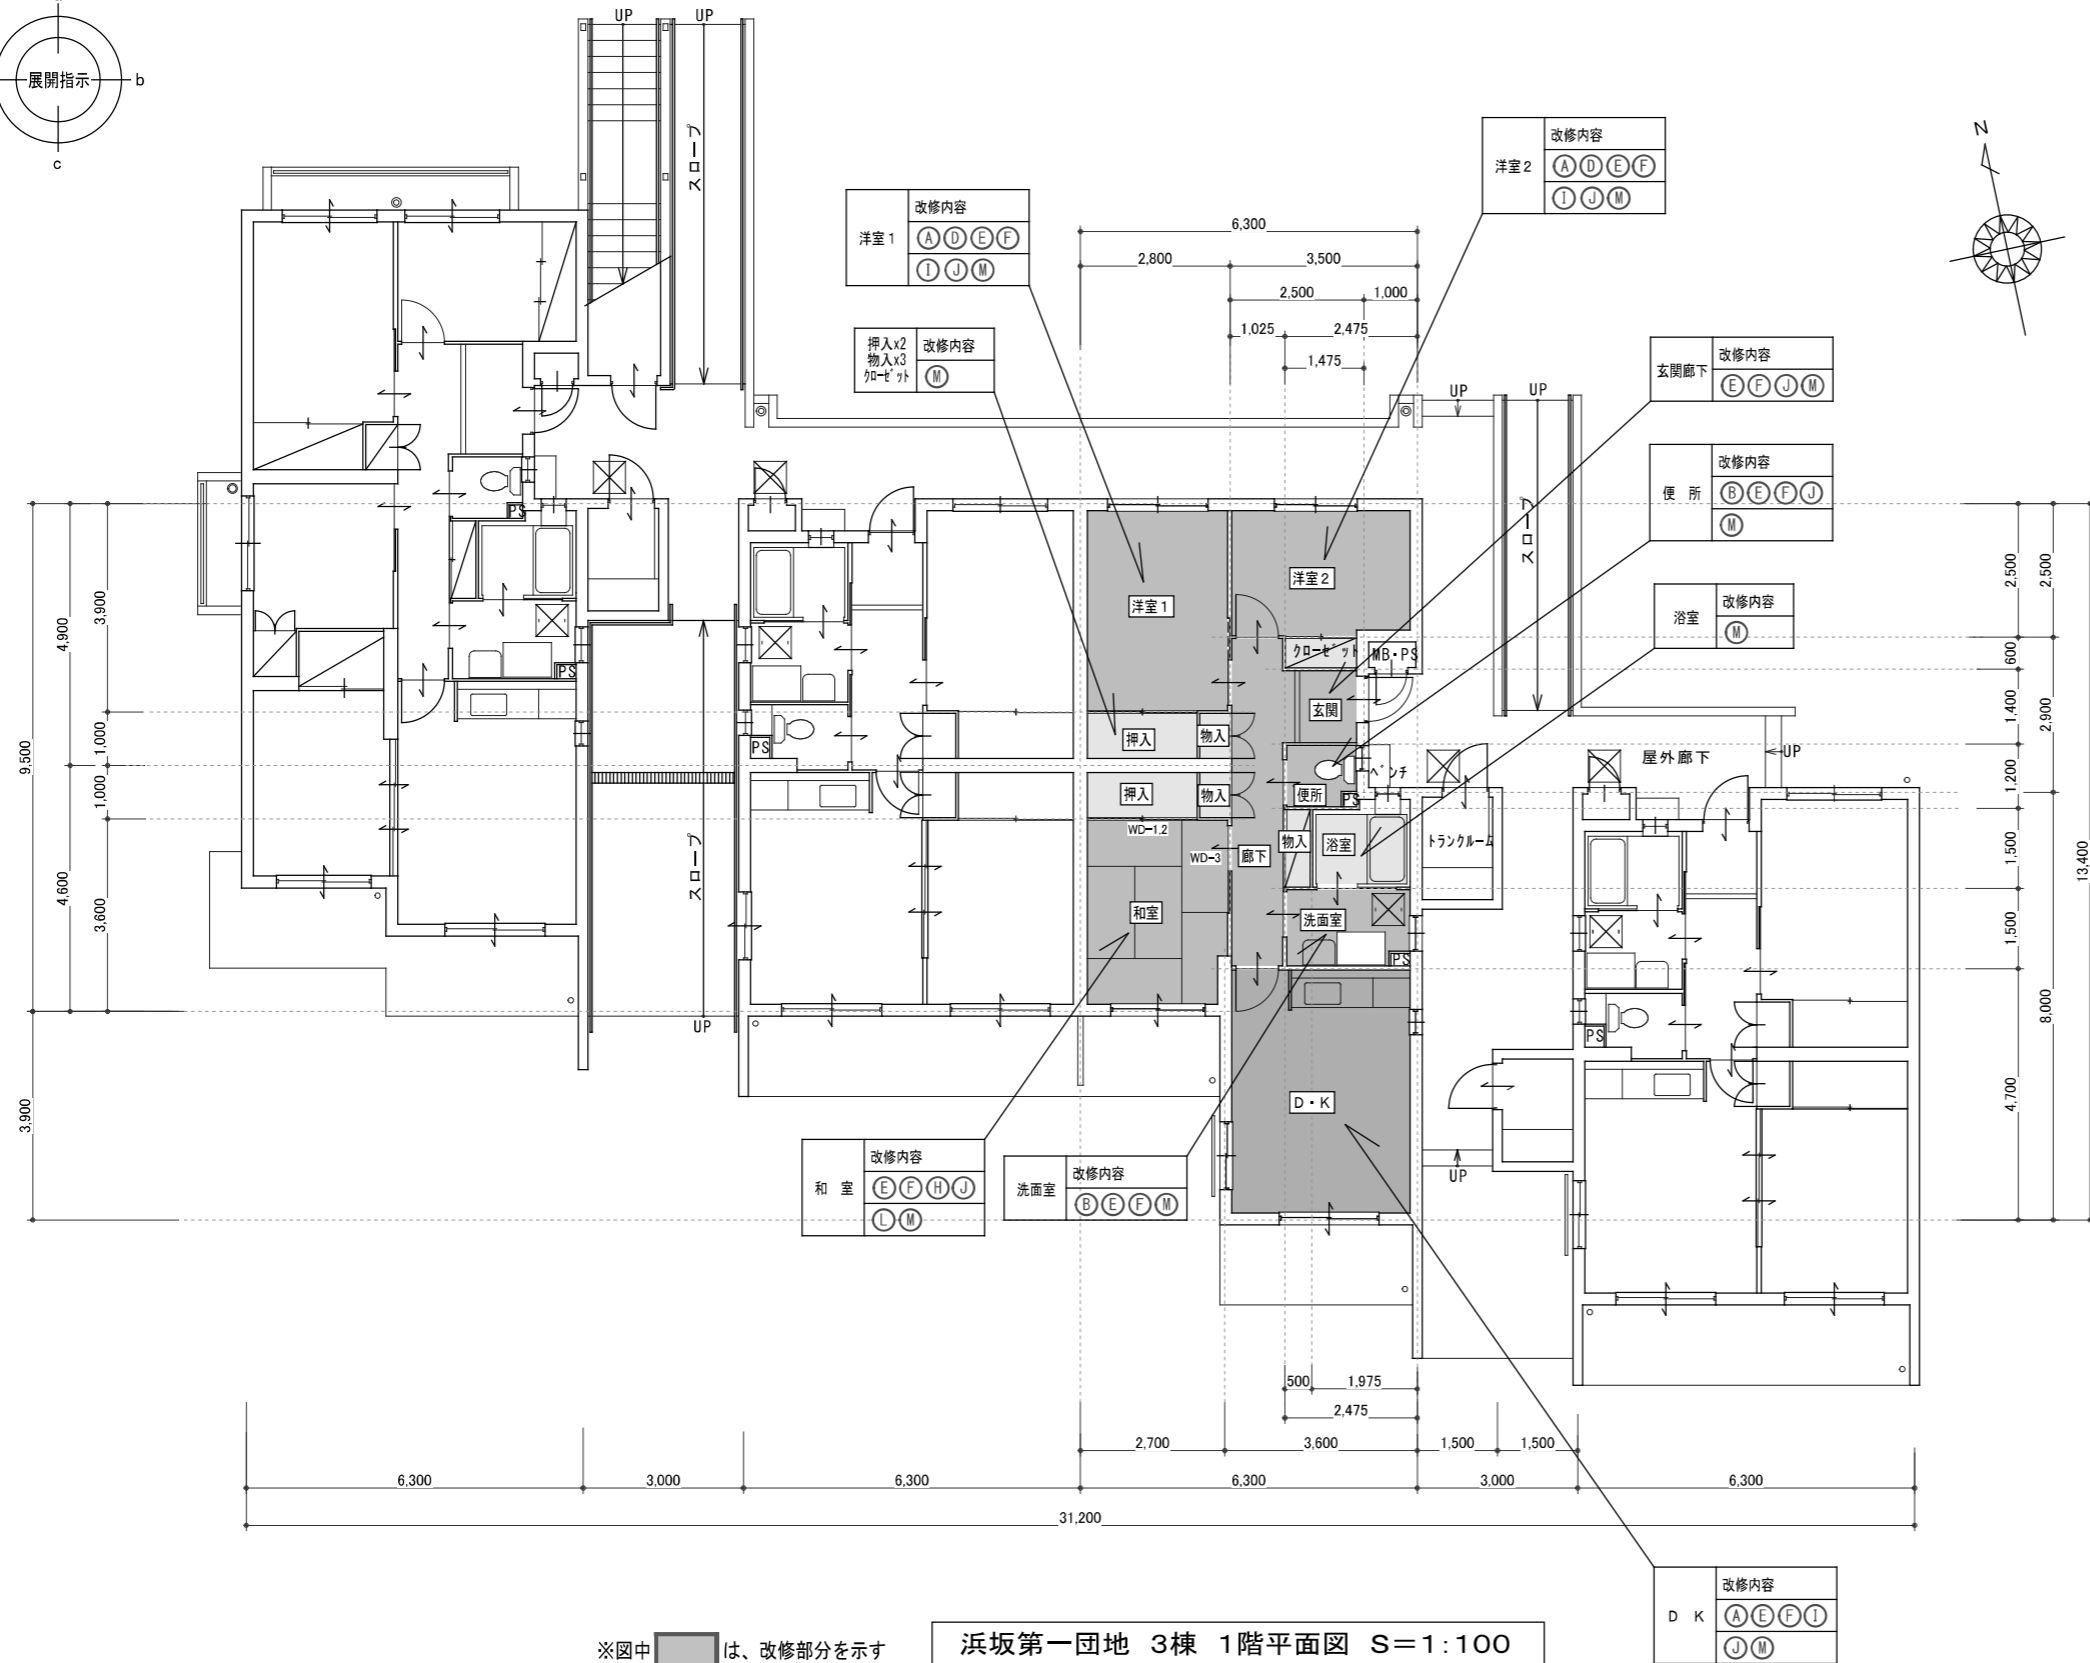 展開指示
b
c
UP
UP
スロープ
N
洋室2
改修内容
A D E F
I J M
洋室1
改修内容
A D E F
I J M
押入x2
物入x3
クローゼット
改修内容
M
玄関廊下
改修内容
E F J M
便 所
改修内容
B E F J
M
浴室
改修内容
M
6,300
2,800
3,500
2,500
1,000
1,025
2,475
1,475
UP
UP
スロープ
洋室1
洋室2
クローゼット
MB・PS
玄関
押入
物入
押入
物入
ベンチ
便所
PS
物入
浴室
トランクルーム
屋外廊下
UP
WD-1,2
WD-3
廊下
和室
洗面室
PS
D・K
PS
PS
PS
PS
スロープ
UP
UP
9,500
3,900
4,900
4,600
3,900
1,000
1,000
3,600
2,500
600
1,400
1,200
1,500
1,500
4,700
2,500
2,900
8,000
13,400
和 室
改修内容
E F H J
L M
洗面室
改修内容
B E F M
500
1,975
2,475
2,700
3,600
1,500
1,500
6,300
3,000
6,300
6,300
3,000
6,300
31,200
D K
改修内容
A E F I
J M
※図中 は、改修部分を示す
浜坂第一団地 3棟 1階平面図 S=1:100